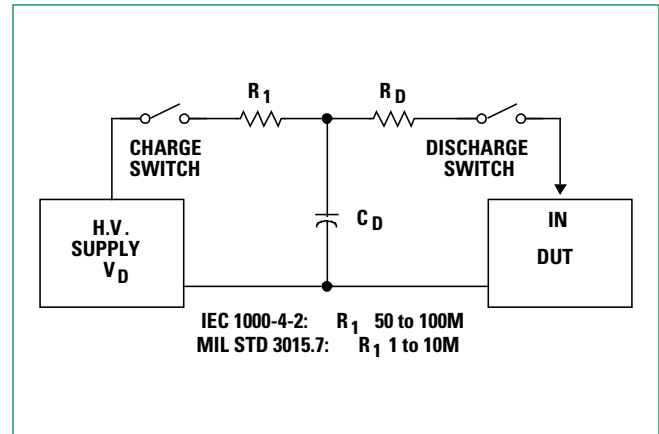 R1
RD
CHARGE
SWITCH
DISCHARGE
SWITCH
H.V.
SUPPLY
VD
CD
IN
DUT
IEC 1000-4-2: R1 50 to 100M
MIL STD 3015.7: R1 1 to 10M